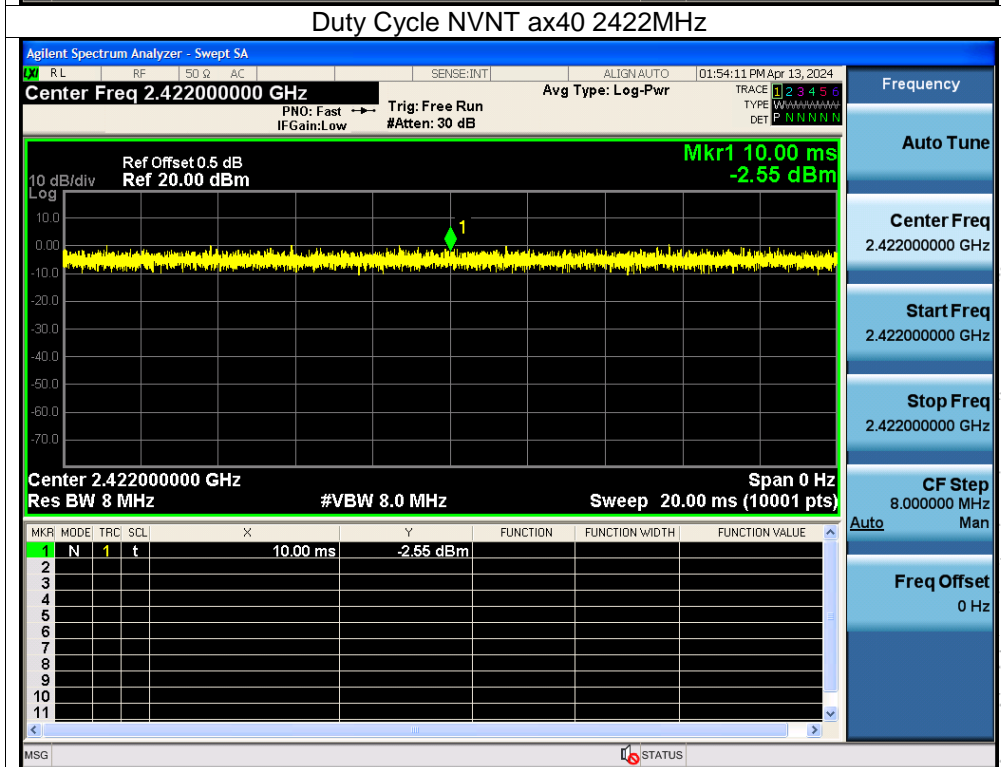 Duty Cycle NVNT ax40 2422MHz
Agilent Spectrum Analyzer - Swept SA
LXI RL RF 50 Ω AC SENSE:INT ALIGN AUTO 01:54:11 PM Apr 13, 2024
Center Freq 2.422000000 GHz Avg Type: Log-Pwr TRACE 1 2 3 4 5 6
PNO: Fast Trig: Free Run TYPE WWWWWW
IFGain:Low #Atten: 30 dB DET P N N N N N
Mkr1 10.00 ms
Ref Offset 0.5 dB
10 dB/div Ref 20.00 dBm -2.55 dBm
Log
10.0
1
0.00
-10.0
-20.0
-30.0
-40.0
-50.0
-60.0
-70.0
Center 2.422000000 GHz Span 0 Hz
Res BW 8 MHz #VBW 8.0 MHz Sweep 20.00 ms (10001 pts)
MKR MODE TRC SCL X Y FUNCTION FUNCTION WIDTH FUNCTION VALUE
1 N 1 t 10.00 ms -2.55 dBm
2
3
4
5
6
7
8
9
10
11
MSG STATUS
Frequency
Auto Tune
Center Freq
2.422000000 GHz
Start Freq
2.422000000 GHz
Stop Freq
2.422000000 GHz
CF Step
8.000000 MHz
Auto Man
Freq Offset
0 Hz